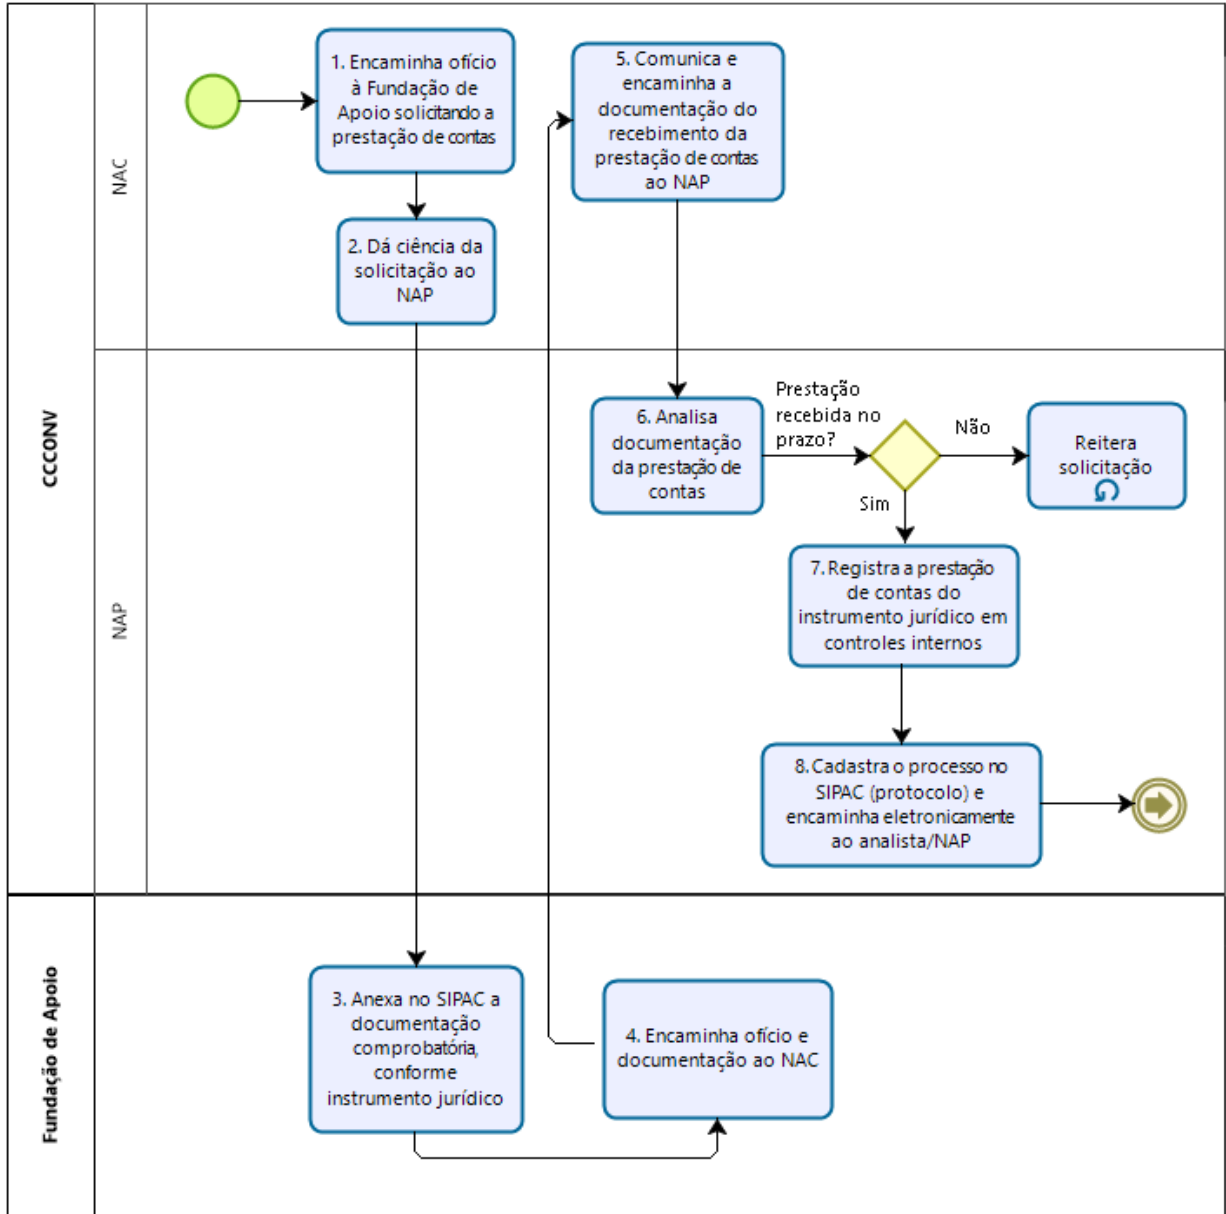 CCCONV
NAC
1. Encaminha ofício
à Fundação de
Apoio solicitando a
prestação de contas
2. Dá ciência da
solicitação ao
NAP
5. Comunica e
encaminha a
documentação do
recebimento da
prestação de contas
ao NAP
NAP
6. Analisa
documentação
da prestação de
contas
Prestação
recebida no
prazo?
Não
Reitera
solicitação
Sim
7. Registra a prestação
de contas do
instrumento jurídico em
controles internos
8. Cadastra o processo no
SIPAC (protocolo) e
encaminha eletronicamente
ao analista/NAP
Fundação de Apoio
3. Anexa no SIPAC a
documentação
comprobatória,
conforme
instrumento jurídico
4. Encaminha ofício e
documentação ao NAC